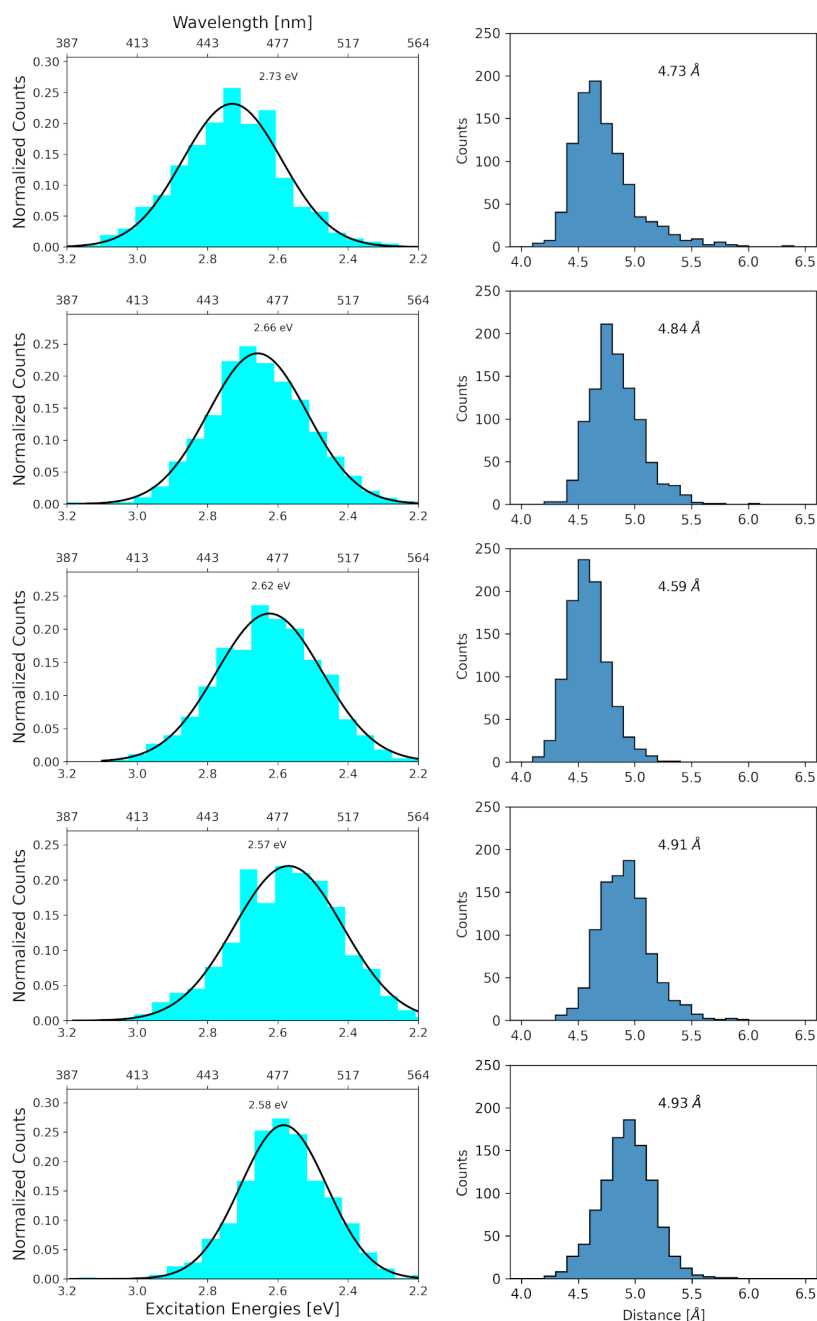 Wavelength [nm]
387 413 443 477 517 564
0.30
0.25
0.20
0.15
0.10
0.05
0.00
Normalized Counts
2.73 eV
3.2 3.0 2.8 2.6 2.4 2.2
250
200
150
100
50
0
Counts
4.73 Å
4.0 4.5 5.0 5.5 6.0 6.5
387 413 443 477 517 564
0.25
0.20
0.15
0.10
0.05
0.00
Normalized Counts
2.66 eV
3.2 3.0 2.8 2.6 2.4 2.2
250
200
150
100
50
0
Counts
4.84 Å
4.0 4.5 5.0 5.5 6.0 6.5
387 413 443 477 517 564
0.25
0.20
0.15
0.10
0.05
0.00
Normalized Counts
2.62 eV
3.2 3.0 2.8 2.6 2.4 2.2
250
200
150
100
50
0
Counts
4.59 Å
4.0 4.5 5.0 5.5 6.0 6.5
387 413 443 477 517 564
0.25
0.20
0.15
0.10
0.05
0.00
Normalized Counts
2.57 eV
3.2 3.0 2.8 2.6 2.4 2.2
250
200
150
100
50
0
Counts
4.91 Å
4.0 4.5 5.0 5.5 6.0 6.5
387 413 443 477 517 564
0.30
0.25
0.20
0.15
0.10
0.05
0.00
Normalized Counts
2.58 eV
3.2 3.0 2.8 2.6 2.4 2.2
Excitation Energies [eV]
250
200
150
100
50
0
Counts
4.93 Å
4.0 4.5 5.0 5.5 6.0 6.5
Distance [Å]